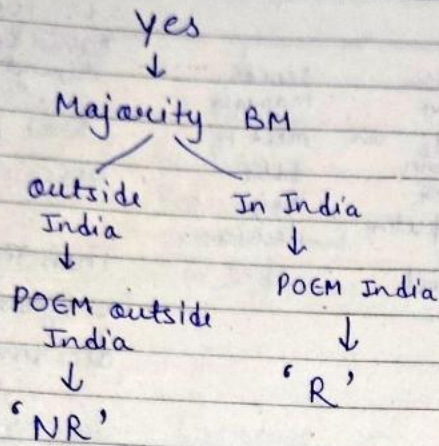 Yes
↓
Majority BM
outside India
In India
↓
↓
POEM outside India
POEM India
↓
↓
'NR'
'R'